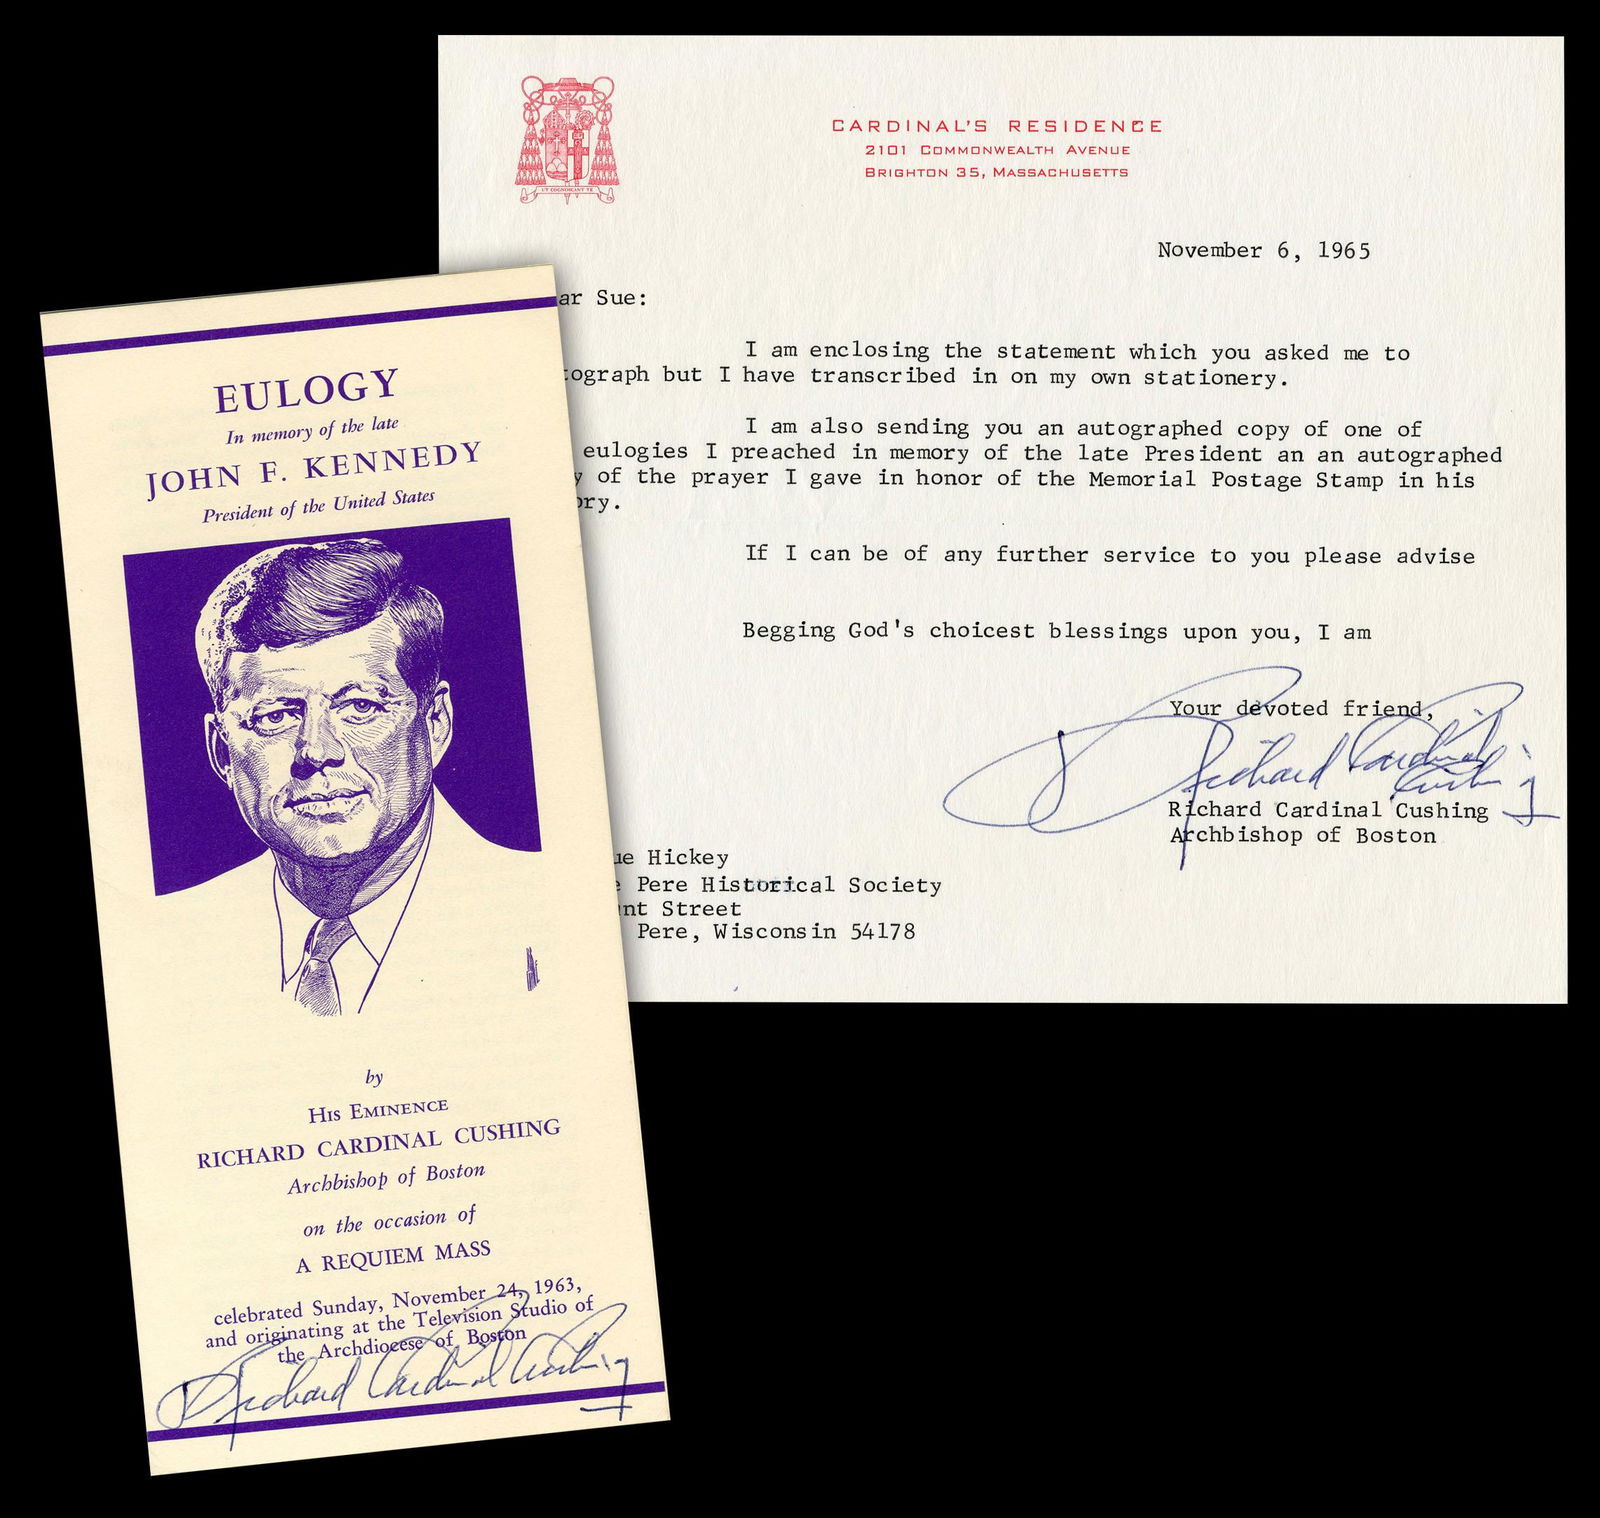 CARDINAL'S RESIDENCE
2101 COMMONWEALTH AVENUE
BRIGHTON 35, MASSACHUSETTS
UT COGNOSCANT TE
November 6, 1965
ar Sue:
I am enclosing the statement which you asked me to
tograph but I have transcribed in on my own stationery.
I am also sending you an autographed copy of one of
eulogies I preached in memory of the late President an an autographed
y of the prayer I gave in honor of the Memorial Postage Stamp in his
ory.
If I can be of any further service to you please advise
Begging God's choicest blessings upon you, I am
Your devoted friend,
Richard Cardinal Cushing
Richard Cardinal Cushing
Archbishop of Boston
ue Hickey
e Pere Historical Society
nt Street
Pere, Wisconsin 54178
EULOGY
In memory of the late
JOHN F. KENNEDY
President of the United States
by
HIS EMINENCE
RICHARD CARDINAL CUSHING
Archbishop of Boston
on the occasion of
A REQUIEM MASS
celebrated Sunday, November 24, 1963,
and originating at the Television Studio of
the Archdiocese of Boston
Richard Cardinal Cushing